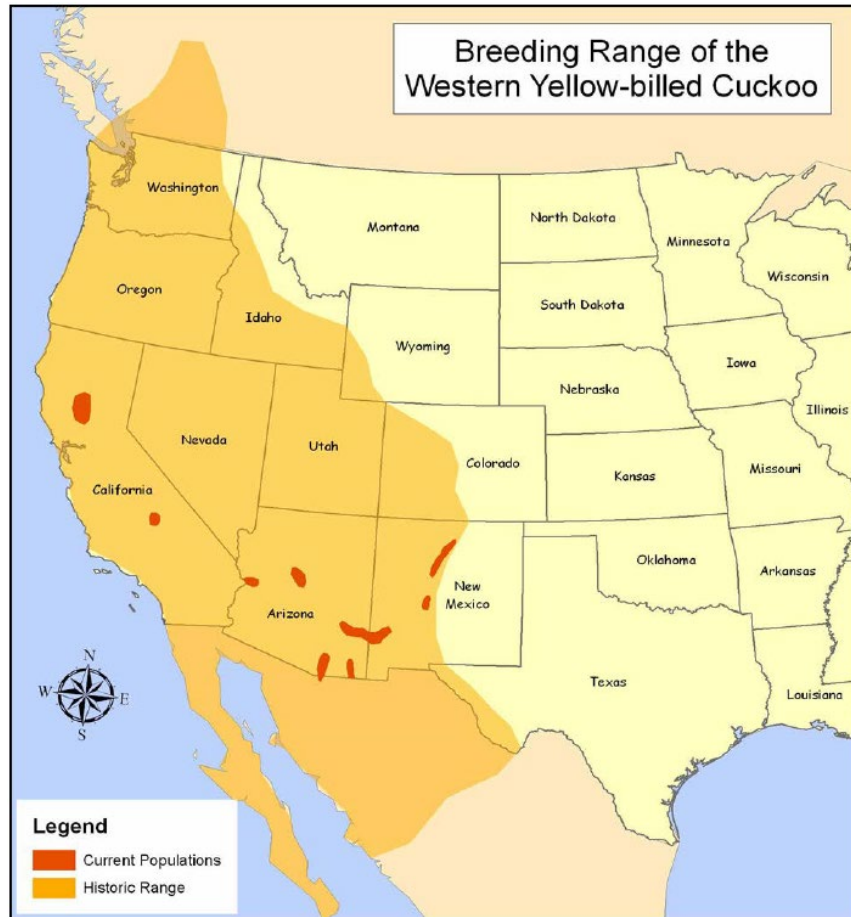 Breeding Range of the
Western Yellow-billed Cuckoo
Washington
Montana
North Dakota
Minnesota
Oregon
Idaho
South Dakota
Wisconsin
Wyoming
Iowa
Nebraska
Illinois
Nevada
Utah
Colorado
Kansas
Missouri
California
Oklahoma
Arkansas
Arizona
New
Mexico
Texas
Louisiana
N
W
E
S
Legend
Current Populations
Historic Range